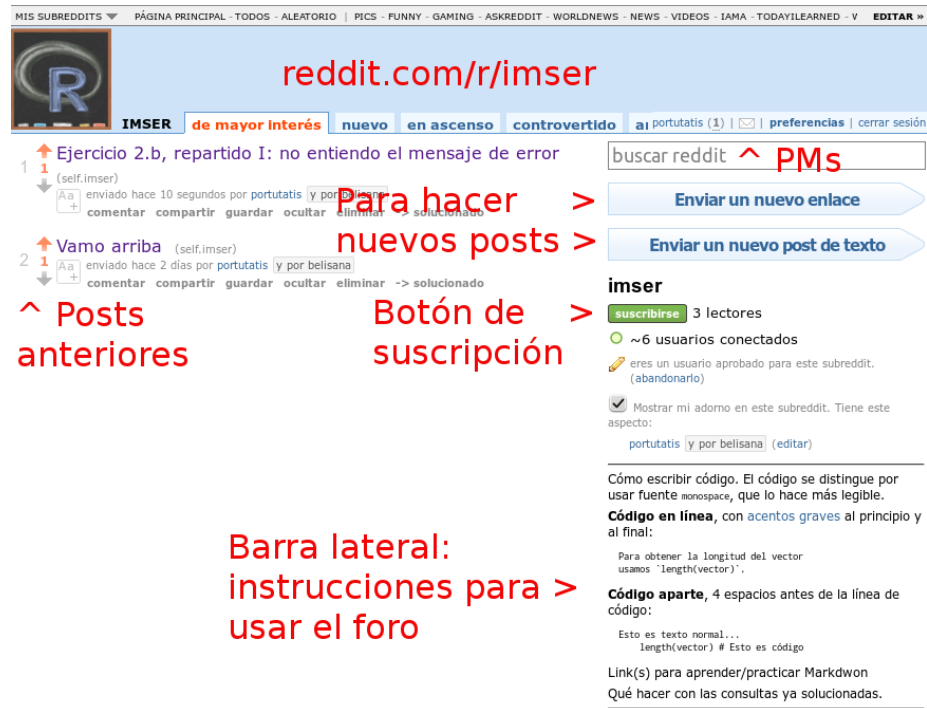 MIS SUBREDDITS ▼ PÁGINA PRINCIPAL - TODOS - ALEATORIO | PICS - FUNNY - GAMING - ASKREDDIT - WORLDNEWS - NEWS - VIDEOS - IAMA - TODAYILEARNED - V EDITAR »
reddit.com/r/imser
R
IMSER de mayor interés nuevo en ascenso controvertido portutatis (1) | preferencias | cerrar sesión
1 1 Ejercicio 2.b, repartido I: no entiendo el mensaje de error
(self.imser)
Aa+ enviado hace 10 segundos por portutatis y por belisana
comentar compartir guardar ocultar eliminar -> solucionado
2 1 Vamo arriba (self.imser)
Aa+ enviado hace 2 días por portutatis y por belisana
comentar compartir guardar ocultar eliminar -> solucionado
^ Posts
anteriores
buscar reddit ^ PMs
Para hacer >
nuevos posts >
Enviar un nuevo enlace
Enviar un nuevo post de texto
imser
Botón de >
suscripción
suscribirse 3 lectores
~6 usuarios conectados
eres un usuario aprobado para este subreddit.
(abandonarlo)
Mostrar mi adorno en este subreddit. Tiene este
aspecto:
portutatis y por belisana (editar)
Barra lateral:
instrucciones para >
usar el foro
Cómo escribir código. El código se distingue por
usar fuente monospace, que lo hace más legible.
Código en línea, con acentos graves al principio y
al final:
Para obtener la longitud del vector
usamos `length(vector)`.
Código aparte, 4 espacios antes de la línea de
código:
Esto es texto normal...
length(vector) # Esto es código
Link(s) para aprender/practicar Markdwon
Qué hacer con las consultas ya solucionadas.